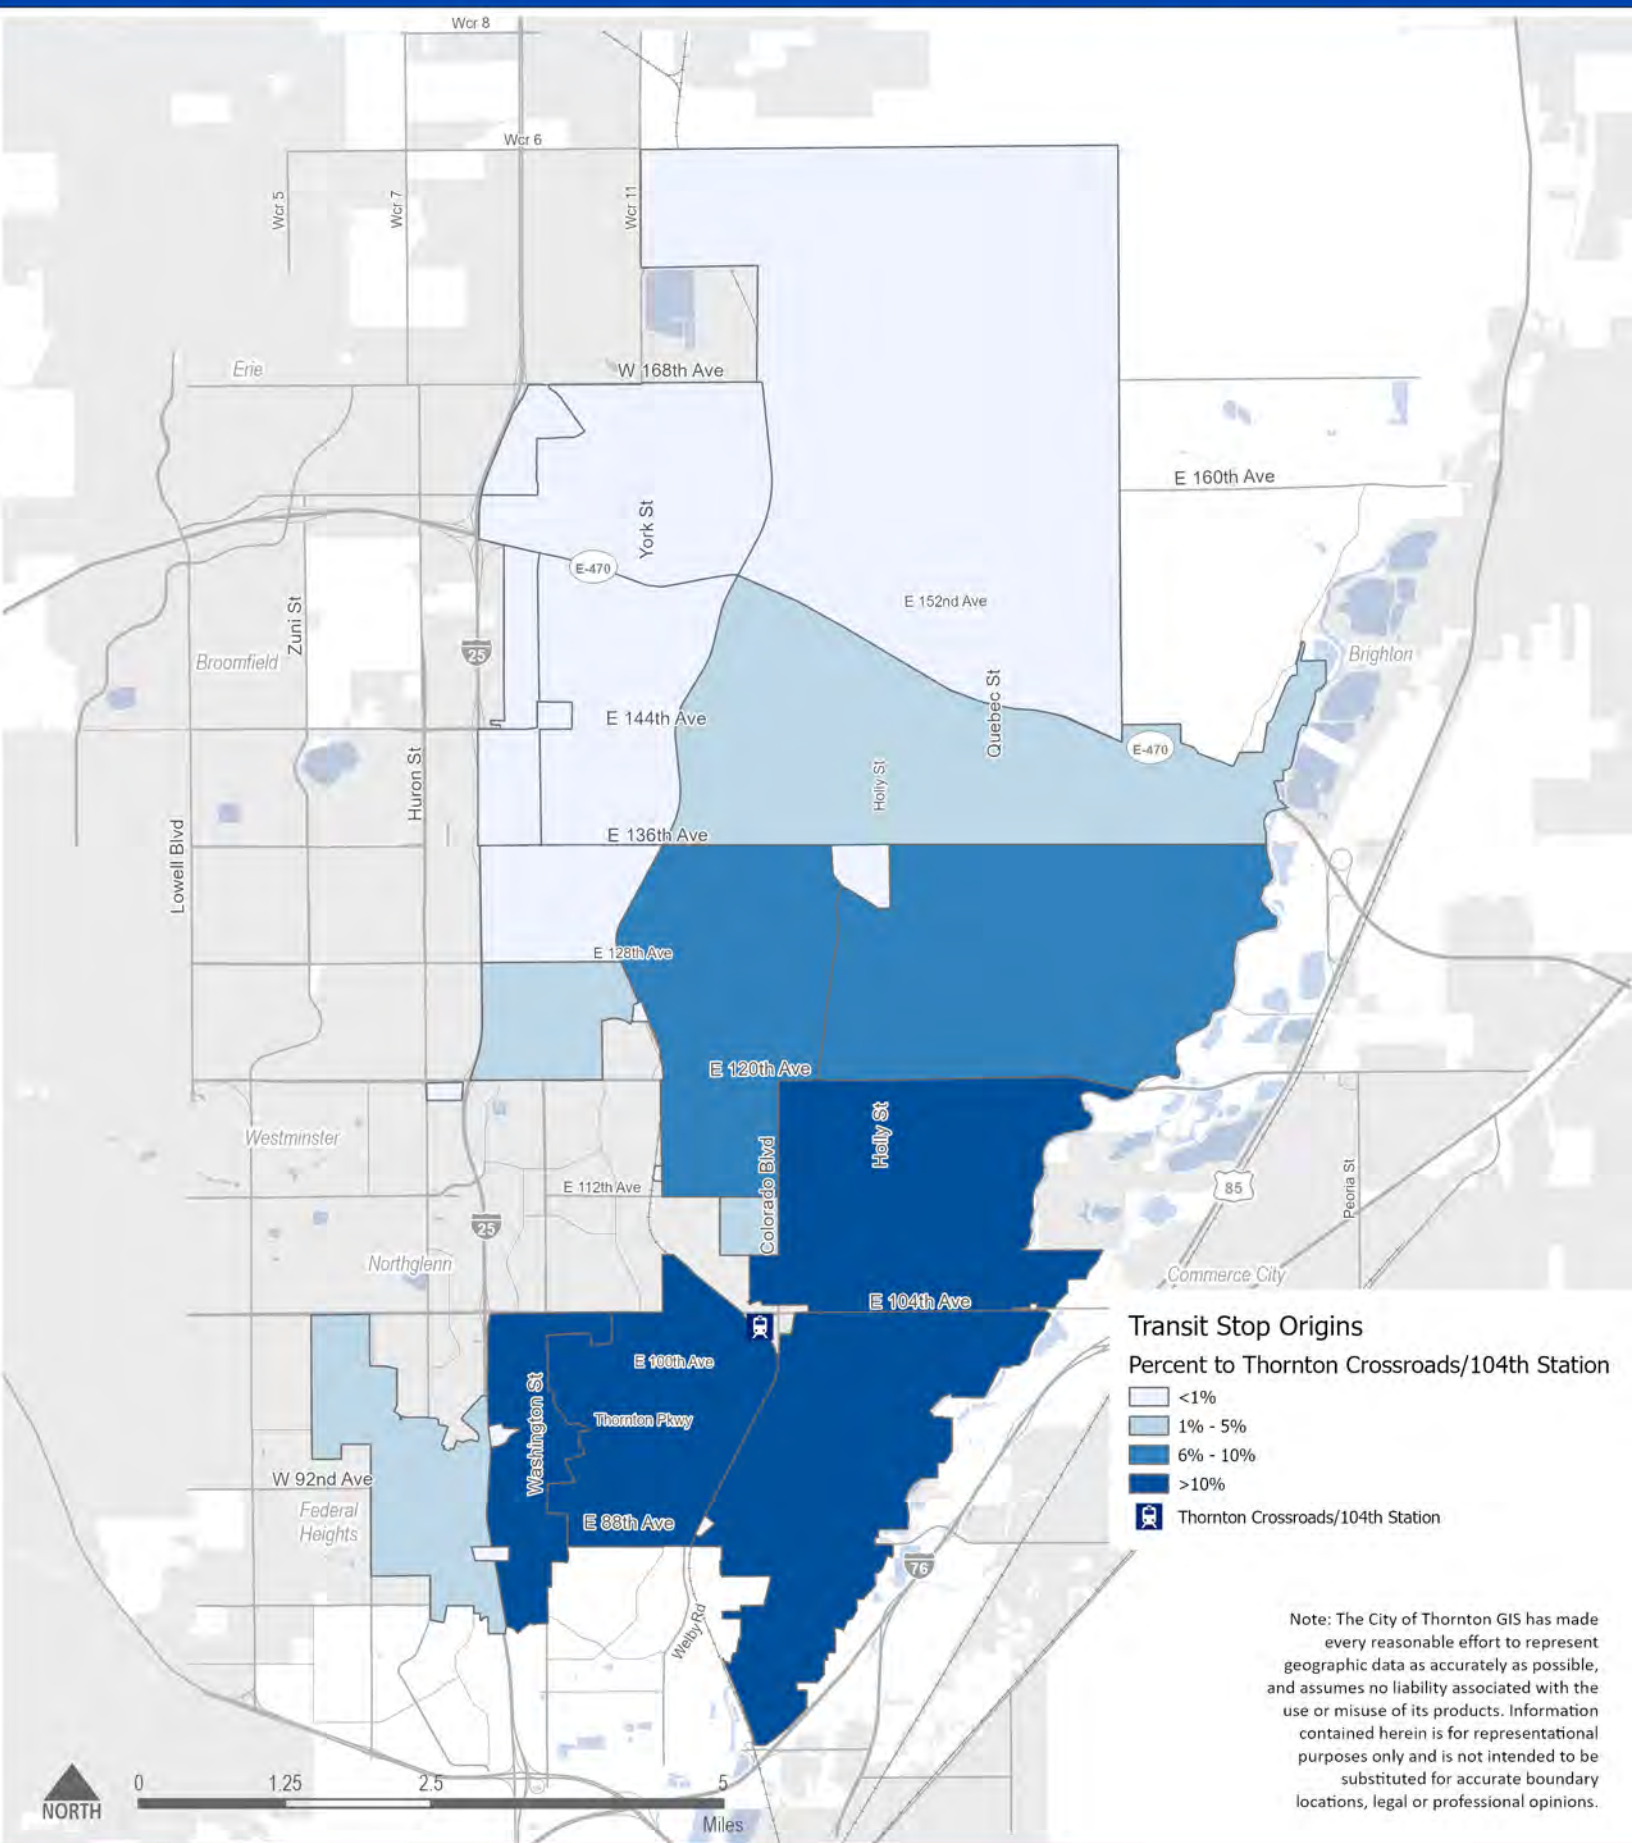 Wcr 8
Wcr 6
Wcr 5
Wcr 7
Wcr 11
Erie
W 168th Ave
E 160th Ave
York St
E-470
E 152nd Ave
Zuni St
Broomfield
25
Brighton
Quebec St
E 144th Ave
E-470
Huron St
Holly St
Lowell Blvd
E 136th Ave
E 128th Ave
E 120th Ave
Westminster
Holly St
Colorado Blvd
E 112th Ave
85
Peoria St
25
Northglenn
Commerce City
E 104th Ave
E 100th Ave
Washington St
Thornton Pkwy
W 92nd Ave
Federal
Heights
E 88th Ave
76
Welby Rd
Transit Stop Origins
Percent to Thornton Crossroads/104th Station
<1%
1% - 5%
6% - 10%
>10%
Thornton Crossroads/104th Station
Note: The City of Thornton GIS has made
every reasonable effort to represent
geographic data as accurately as possible,
and assumes no liability associated with the
use or misuse of its products. Information
contained herein is for representational
purposes only and is not intended to be
substituted for accurate boundary
locations, legal or professional opinions.
NORTH
0 1.25 2.5 5
Miles